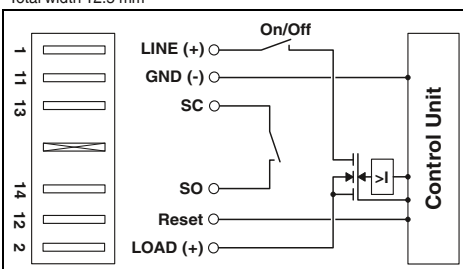 Total width 12.5 mm
On/Off
1 LINE (+)
11 GND (-)
13 SC
14 SO
12 Reset
2 LOAD (+)
>I
Control Unit